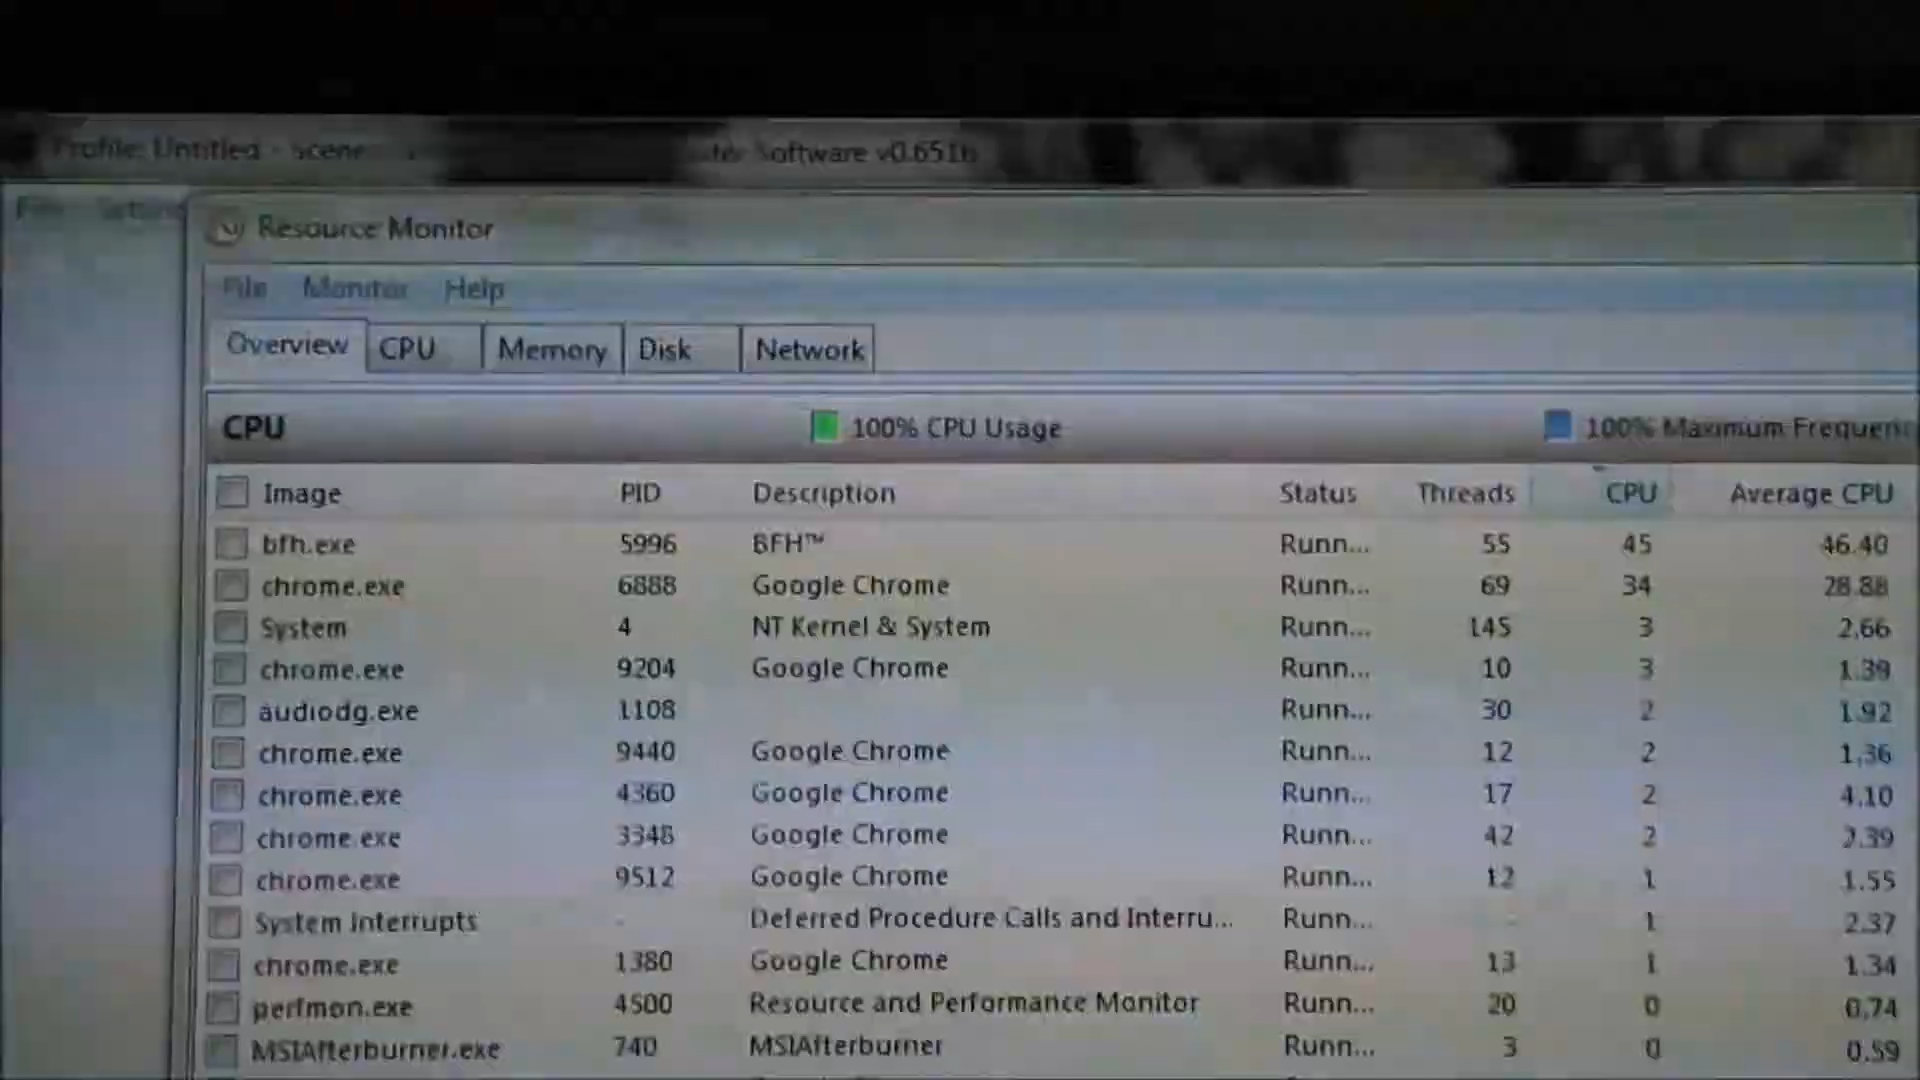 Profile: Untitled - Scene
Software v0.651b
File
Resource Monitor
File Monitor Help
Overview CPU Memory Disk Network
CPU 100% CPU Usage 100% Maximum Frequenc
Image PID Description Status Threads CPU Average CPU
bfh.exe 5996 BFH™ Runn... 55 45 46.40
chrome.exe 6888 Google Chrome Runn... 69 34 28.88
System 4 NT Kernel & System Runn... 145 3 2.66
chrome.exe 9204 Google Chrome Runn... 10 3 1.39
audiodg.exe 1108 Runn... 30 2 1.92
chrome.exe 9440 Google Chrome Runn... 12 2 1.36
chrome.exe 4360 Google Chrome Runn... 17 2 4.10
chrome.exe 3348 Google Chrome Runn... 42 2 2.39
chrome.exe 9512 Google Chrome Runn... 12 1 1.55
System Interrupts - Deferred Procedure Calls and Interru... Runn... - 1 2.37
chrome.exe 1380 Google Chrome Runn... 13 1 1.34
perfmon.exe 4500 Resource and Performance Monitor Runn... 20 0 0.74
MSIAfterburner.exe 740 MSIAfterburner Runn... 3 0 0.59